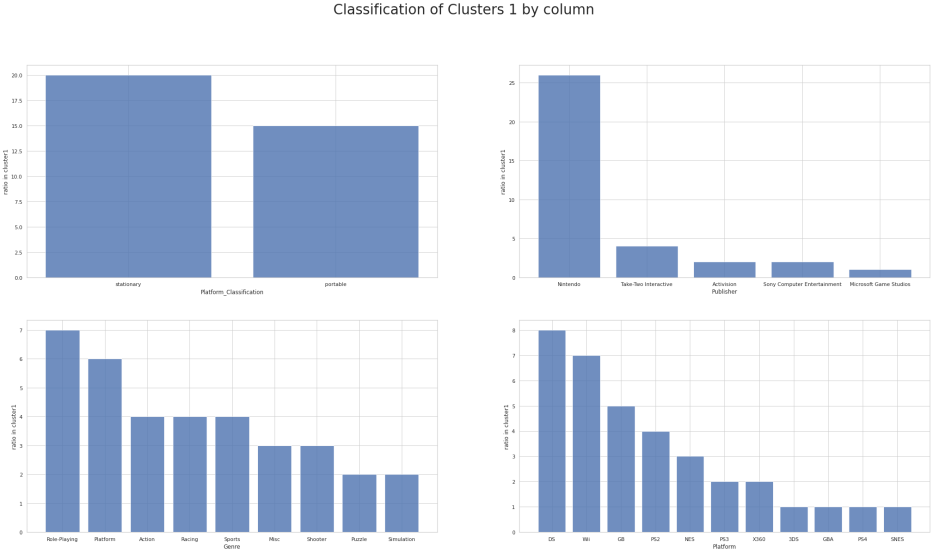 Classification of Clusters 1 by column
20.0
17.5
15.0
12.5
10.0
7.5
5.0
2.5
0.0
ratio in cluster1
stationary portable
Platform_Classification
25
20
15
10
5
0
ratio in cluster1
Nintendo Take-Two Interactive Activision Sony Computer Entertainment Microsoft Game Studios
Publisher
7
6
5
4
3
2
1
0
ratio in cluster1
Role-Playing Platform Action Racing Sports Misc Shooter Puzzle Simulation
Genre
8
7
6
5
4
3
2
1
0
ratio in cluster1
DS Wii GB PS2 NES PS3 X360 3DS GBA PS4 SNES
Platform